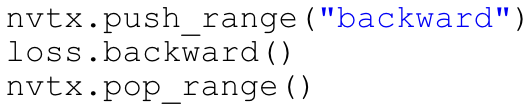 nvtx.push_range("backward")
loss.backward()
nvtx.pop_range()